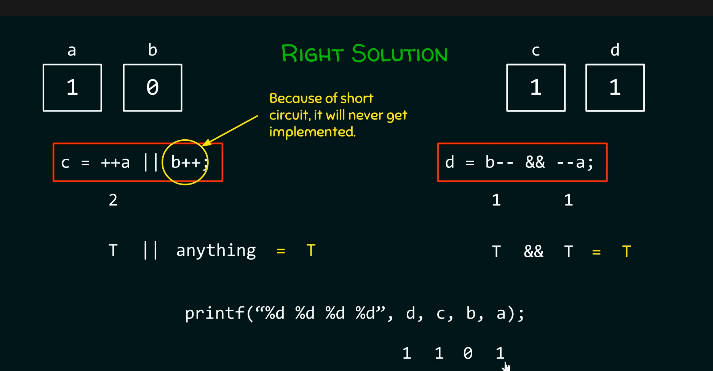 a b
RIGHT SOLUTION
c d
1 0
1 1
Because of short
circuit, it will never get
implemented.
c = ++a || b++;
d = b-- && --a;
2
1 1
T || anything = T
T && T = T
printf(“%d %d %d %d”, d, c, b, a);
1 1 0 1